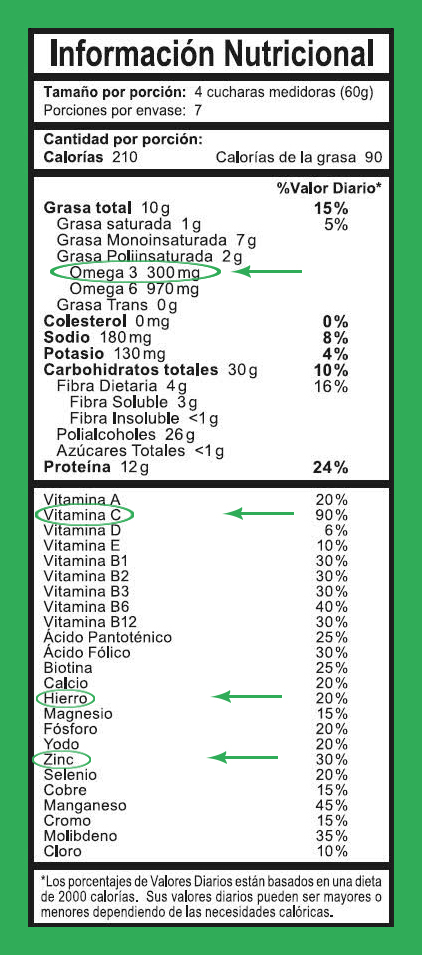 Información Nutricional
Tamaño por porción: 4 cucharas medidoras (60g)
Porciones por envase: 7
Cantidad por porción:
Calorías 210 Calorías de la grasa 90
%Valor Diario*
Grasa total 10g 15%
Grasa saturada 1g 5%
Grasa Monoinsaturada 7g
Grasa Poliinsaturada 2g
Omega 3 300mg
Omega 6 970mg
Grasa Trans 0g
Colesterol 0mg 0%
Sodio 180mg 8%
Potasio 130mg 4%
Carbohidratos totales 30g 10%
Fibra Dietaria 4g 16%
Fibra Soluble 3g
Fibra Insoluble <1g
Polialcoholes 26g
Azúcares Totales <1g
Proteína 12g 24%
Vitamina A 20%
Vitamina C 90%
Vitamina D 6%
Vitamina E 10%
Vitamina B1 30%
Vitamina B2 30%
Vitamina B3 30%
Vitamina B6 40%
Vitamina B12 30%
Ácido Pantoténico 25%
Ácido Fólico 30%
Biotina 25%
Calcio 20%
Hierro 20%
Magnesio 15%
Fósforo 20%
Yodo 20%
Zinc 30%
Selenio 20%
Cobre 15%
Manganeso 45%
Cromo 15%
Molibdeno 35%
Cloro 10%
*Los porcentajes de Valores Diarios están basados en una dieta
de 2000 calorías. Sus valores diarios pueden ser mayores o
menores dependiendo de las necesidades calóricas.